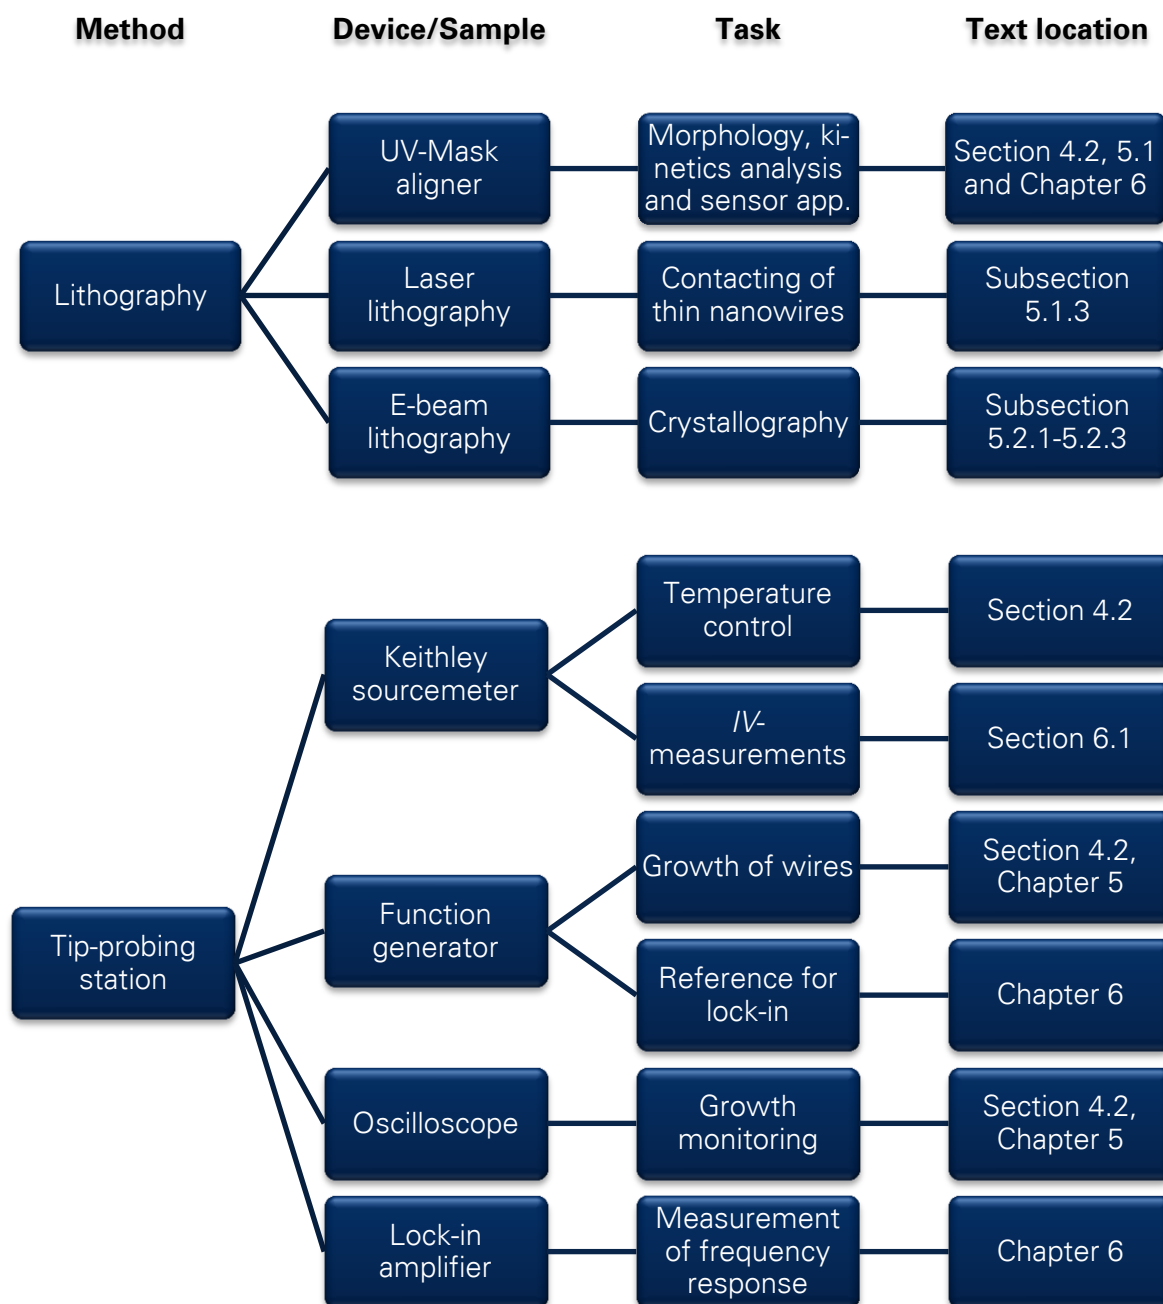 Method Device/Sample Task Text location
UV-Mask
aligner
Morphology, ki-
netics analysis
and sensor app.
Section 4.2, 5.1
and Chapter 6
Lithography
Laser
lithography
Contacting of
thin nanowires
Subsection
5.1.3
E-beam
lithography
Crystallography
Subsection
5.2.1-5.2.3
Tip-probing
station
Keithley
sourcemeter
Temperature
control
Section 4.2
IV-
measurements
Section 6.1
Function
generator
Growth of wires
Section 4.2,
Chapter 5
Reference for
lock-in
Chapter 6
Oscilloscope
Growth
monitoring
Section 4.2,
Chapter 5
Lock-in
amplifier
Measurement
of frequency
response
Chapter 6